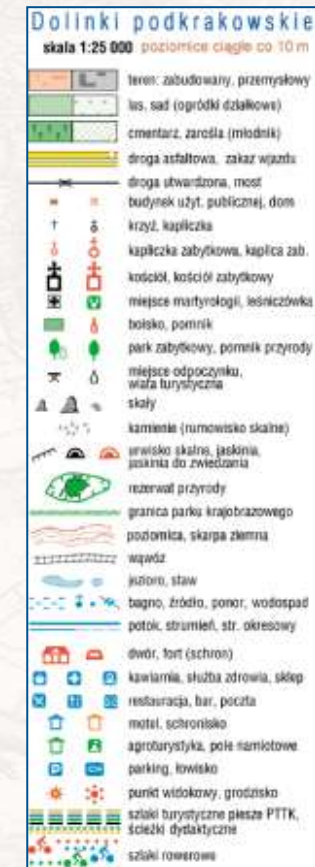 Dolinki podkrakowskie
skala 1:25 000 poziomice ciągłe co 10 m
teren: zabudowany, przemysłowy
las, sad (ogródki działkowe)
cmentarz, zarośla (młodnik)
droga asfaltowa, zakaz wjazdu
droga utwardzona, most
budynek użyt. publicznej, dom
krzyż, kapliczka
kapliczka zabytkowa, kaplica zab.
kościół, kościół zabytkowy
miejsce martyrologii, leśniczówka
boisko, pomnik
park zabytkowy, pomnik przyrody
miejsce odpoczynku,
wiata turystyczna
skały
kamienie (rumowisko skalne)
urwisko skalne, jaskinia,
jaskinia do zwiedzania
rezerwat przyrody
granica parku krajobrazowego
poziomica, skarpa ziemna
wąwóz
jezioro, staw
bagno, źródło, ponor, wodospad
potok, strumień, str. okresowy
dwór, fort (schron)
kawiarnia, służba zdrowia, sklep
restauracja, bar, poczta
motel, schronisko
agroturystyka, pole namiotowe
parking, łowisko
punkt widokowy, grodzisko
szlaki turystyczne piesze PTTK,
ścieżki dydaktyczne
szlaki rowerowe